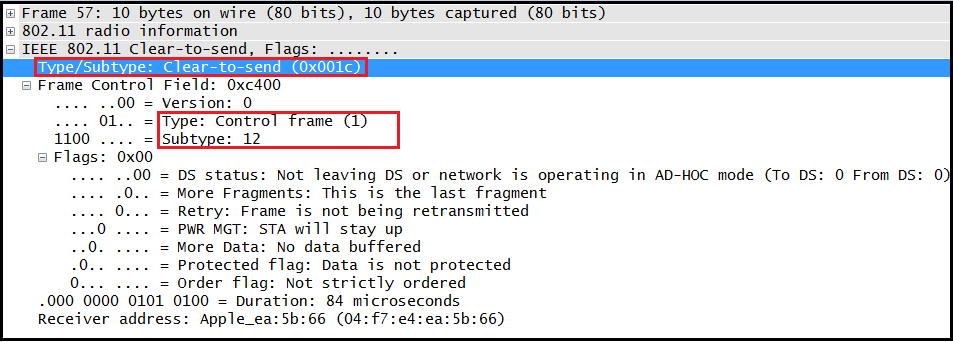 Frame 57: 10 bytes on wire (80 bits), 10 bytes captured (80 bits)
802.11 radio information
IEEE 802.11 Clear-to-send, Flags: ........
Type/Subtype: Clear-to-send (0x001c)
Frame Control Field: 0xc400
.... ..00 = Version: 0
.... 01.. = Type: Control frame (1)
1100 .... = Subtype: 12
Flags: 0x00
.... ..00 = DS status: Not leaving DS or network is operating in AD-HOC mode (To DS: 0 From DS: 0)
.... .0.. = More Fragments: This is the last fragment
.... 0... = Retry: Frame is not being retransmitted
...0 .... = PWR MGT: STA will stay up
..0. .... = More Data: No data buffered
.0.. .... = Protected flag: Data is not protected
0... .... = Order flag: Not strictly ordered
.000 0000 0101 0100 = Duration: 84 microseconds
Receiver address: Apple_ea:5b:66 (04:f7:e4:ea:5b:66)